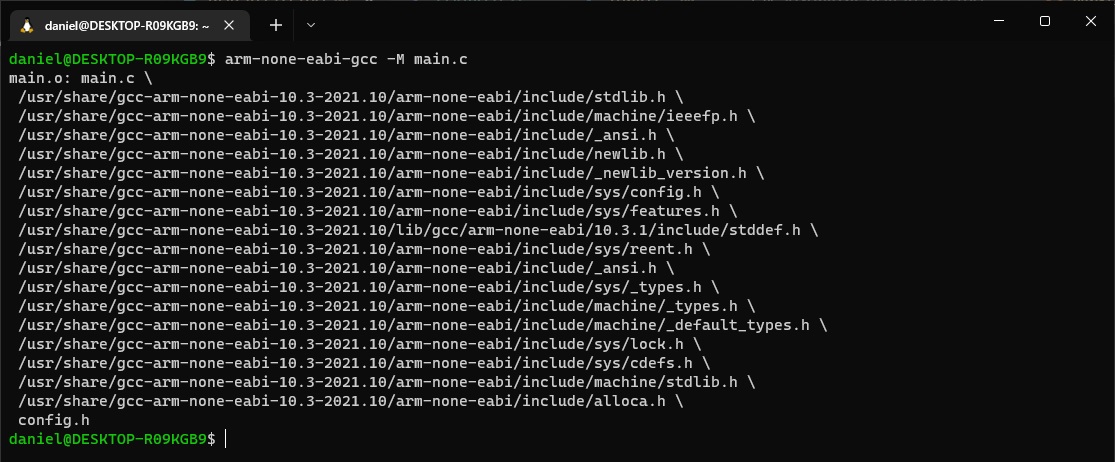 daniel@DESKTOP-R09KGB9: ~
daniel@DESKTOP-R09KGB9$ arm-none-eabi-gcc -M main.c
main.o: main.c \
 /usr/share/gcc-arm-none-eabi-10.3-2021.10/arm-none-eabi/include/stdlib.h \
 /usr/share/gcc-arm-none-eabi-10.3-2021.10/arm-none-eabi/include/machine/ieeefp.h \
 /usr/share/gcc-arm-none-eabi-10.3-2021.10/arm-none-eabi/include/_ansi.h \
 /usr/share/gcc-arm-none-eabi-10.3-2021.10/arm-none-eabi/include/newlib.h \
 /usr/share/gcc-arm-none-eabi-10.3-2021.10/arm-none-eabi/include/_newlib_version.h \
 /usr/share/gcc-arm-none-eabi-10.3-2021.10/arm-none-eabi/include/sys/config.h \
 /usr/share/gcc-arm-none-eabi-10.3-2021.10/arm-none-eabi/include/sys/features.h \
 /usr/share/gcc-arm-none-eabi-10.3-2021.10/lib/gcc/arm-none-eabi/10.3.1/include/stddef.h \
 /usr/share/gcc-arm-none-eabi-10.3-2021.10/arm-none-eabi/include/sys/reent.h \
 /usr/share/gcc-arm-none-eabi-10.3-2021.10/arm-none-eabi/include/_ansi.h \
 /usr/share/gcc-arm-none-eabi-10.3-2021.10/arm-none-eabi/include/sys/_types.h \
 /usr/share/gcc-arm-none-eabi-10.3-2021.10/arm-none-eabi/include/machine/_types.h \
 /usr/share/gcc-arm-none-eabi-10.3-2021.10/arm-none-eabi/include/machine/_default_types.h \
 /usr/share/gcc-arm-none-eabi-10.3-2021.10/arm-none-eabi/include/sys/lock.h \
 /usr/share/gcc-arm-none-eabi-10.3-2021.10/arm-none-eabi/include/sys/cdefs.h \
 /usr/share/gcc-arm-none-eabi-10.3-2021.10/arm-none-eabi/include/machine/stdlib.h \
 /usr/share/gcc-arm-none-eabi-10.3-2021.10/arm-none-eabi/include/alloca.h \
 config.h
daniel@DESKTOP-R09KGB9$